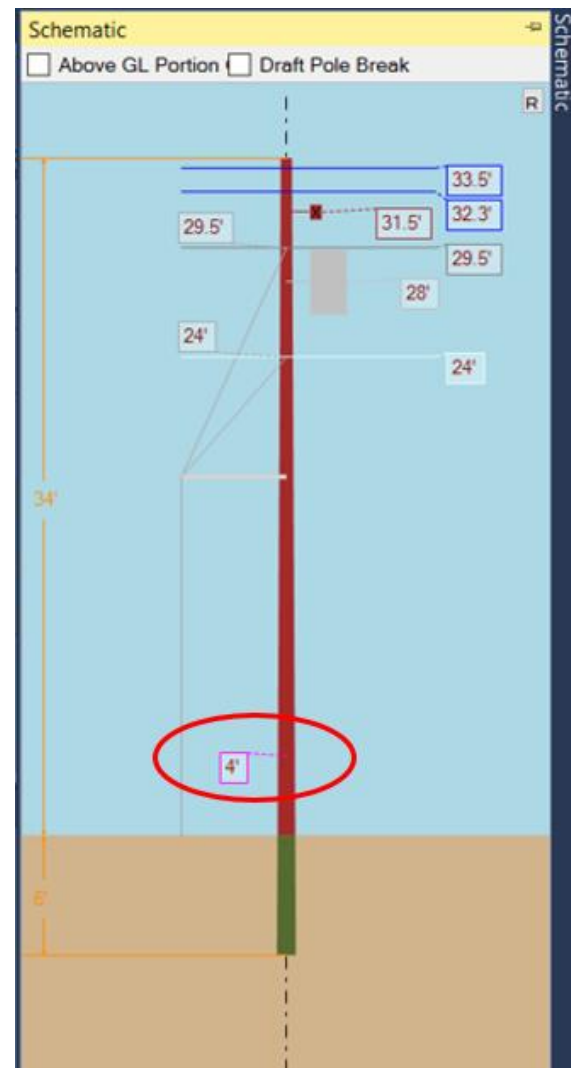 Schematic
Above GL Portion
Draft Pole Break
R
Schematic
33.5'
32.3'
31.5'
29.5'
29.5'
28'
24'
24'
34'
4'
6'